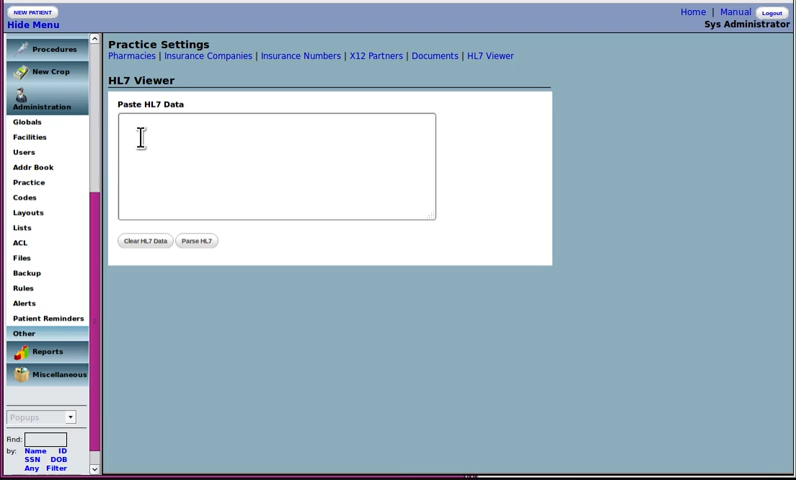 NEW PATIENT
Hide Menu
Home | Manual Logout
Sys Administrator
Procedures
New Crop
Administration
Globals
Facilities
Users
Addr Book
Practice
Codes
Layouts
Lists
ACL
Files
Backup
Rules
Alerts
Patient Reminders
Other
Reports
Miscellaneous
Popups
Find:
by: Name ID
SSN DOB
Any Filter
Practice Settings
Pharmacies | Insurance Companies | Insurance Numbers | X12 Partners | Documents | HL7 Viewer
HL7 Viewer
Paste HL7 Data
Clear HL7 Data Parse HL7